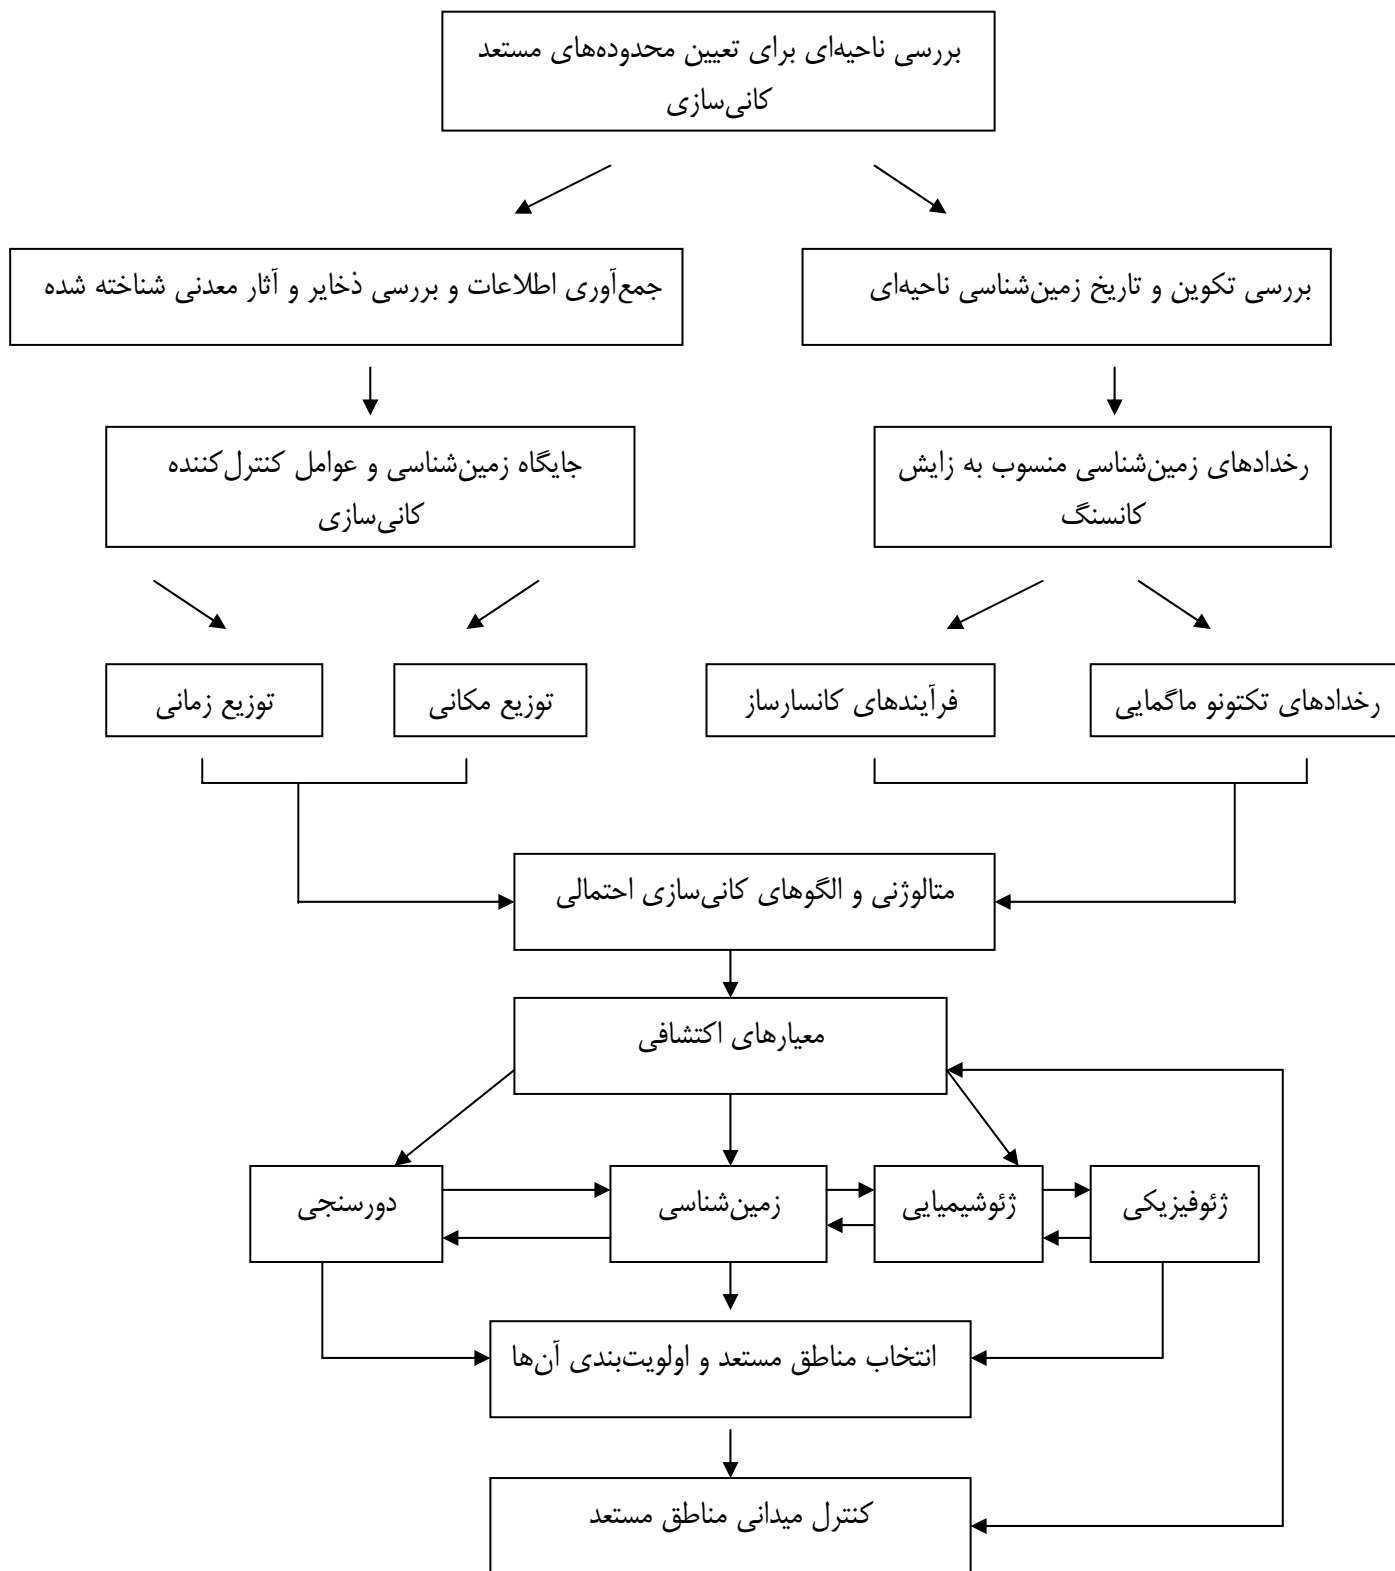 بررسی ناحیه‌ای برای تعیین محدوده‌های مستعد
کانی‌سازی
بررسی تکوین و تاریخ زمین‌شناسی ناحیه‌ای
جمع‌آوری اطلاعات و بررسی ذخایر و آثار معدنی شناخته شده
رخدادهای زمین‌شناسی منسوب به زایش
کانسنگ
جایگاه زمین‌شناسی و عوامل کنترل‌کننده
کانی‌سازی
رخدادهای تکتونو ماگمایی
فرآیندهای کانسارساز
توزیع مکانی
توزیع زمانی
متالوژنی و الگوهای کانی‌سازی احتمالی
معیارهای اکتشافی
ژئوفیزیکی
ژئوشیمیایی
زمین‌شناسی
دورسنجی
انتخاب مناطق مستعد و اولویت‌بندی آن‌ها
کنترل میدانی مناطق مستعد